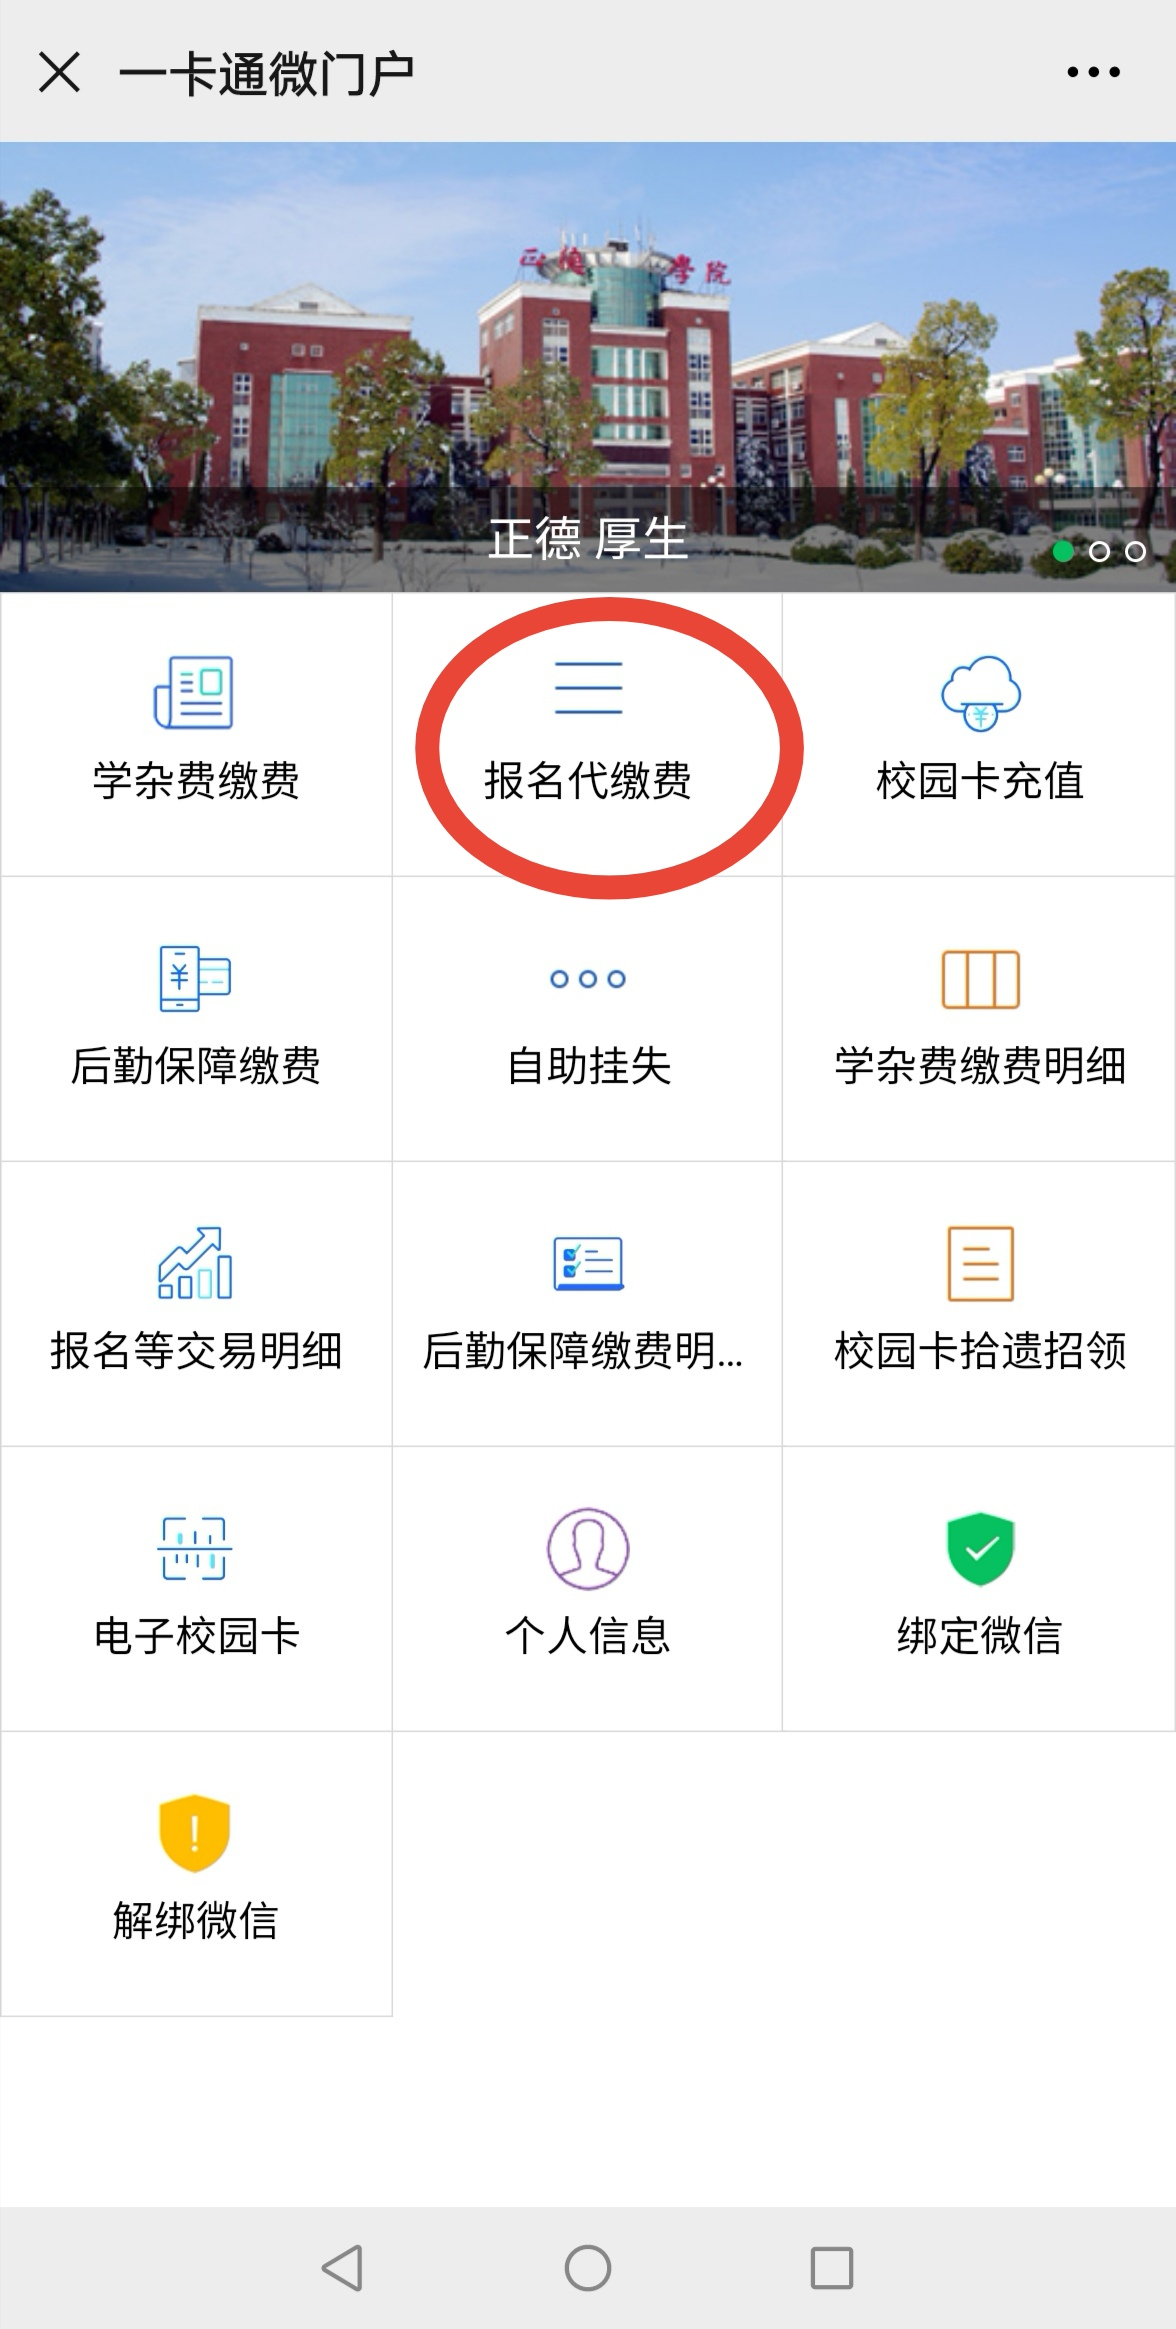 一卡通微门户
正德 學院
正德 厚生
学杂费缴费
报名代缴费
校园卡充值
后勤保障缴费
自助挂失
学杂费缴费明细
报名等交易明细
后勤保障缴费明...
校园卡拾遗招领
电子校园卡
个人信息
绑定微信
解绑微信